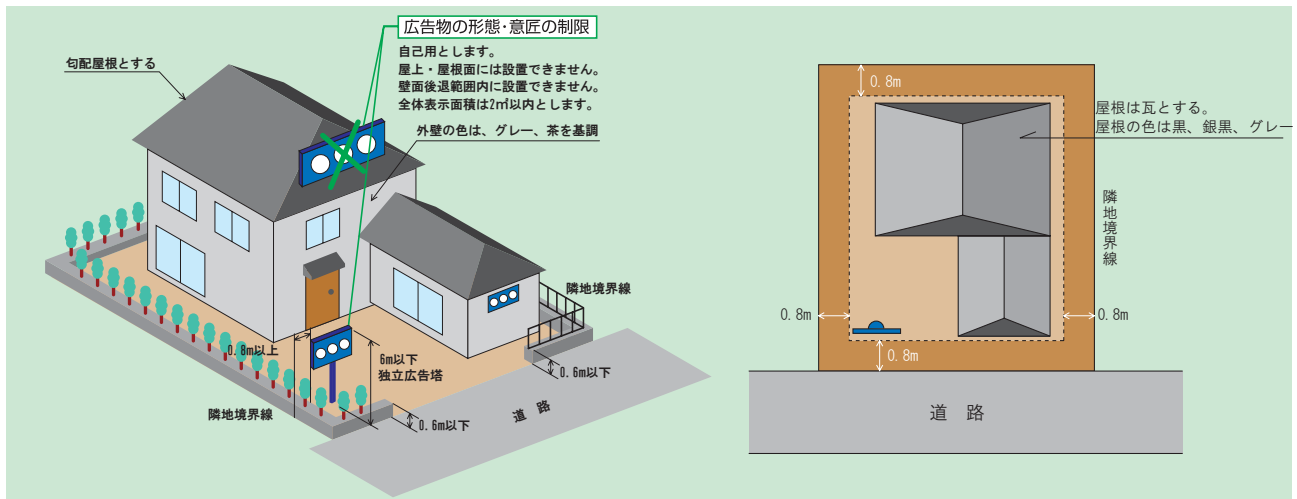 広告物の形態・意匠の制限
自己用とします。
屋上・屋根面には設置できません。
壁面後退範囲内に設置できません。
全体表示面積は2㎡以内とします。
勾配屋根とする
外壁の色は、グレー、茶を基調
隣地境界線
0.8m以上
6m以下
独立広告塔
0.6m以下
隣地境界線
0.6m以下
道 路
0.8m
屋根は瓦とする。
屋根の色は黒、銀黒、グレー
隣地境界線
0.8m
0.8m
0.8m
道 路